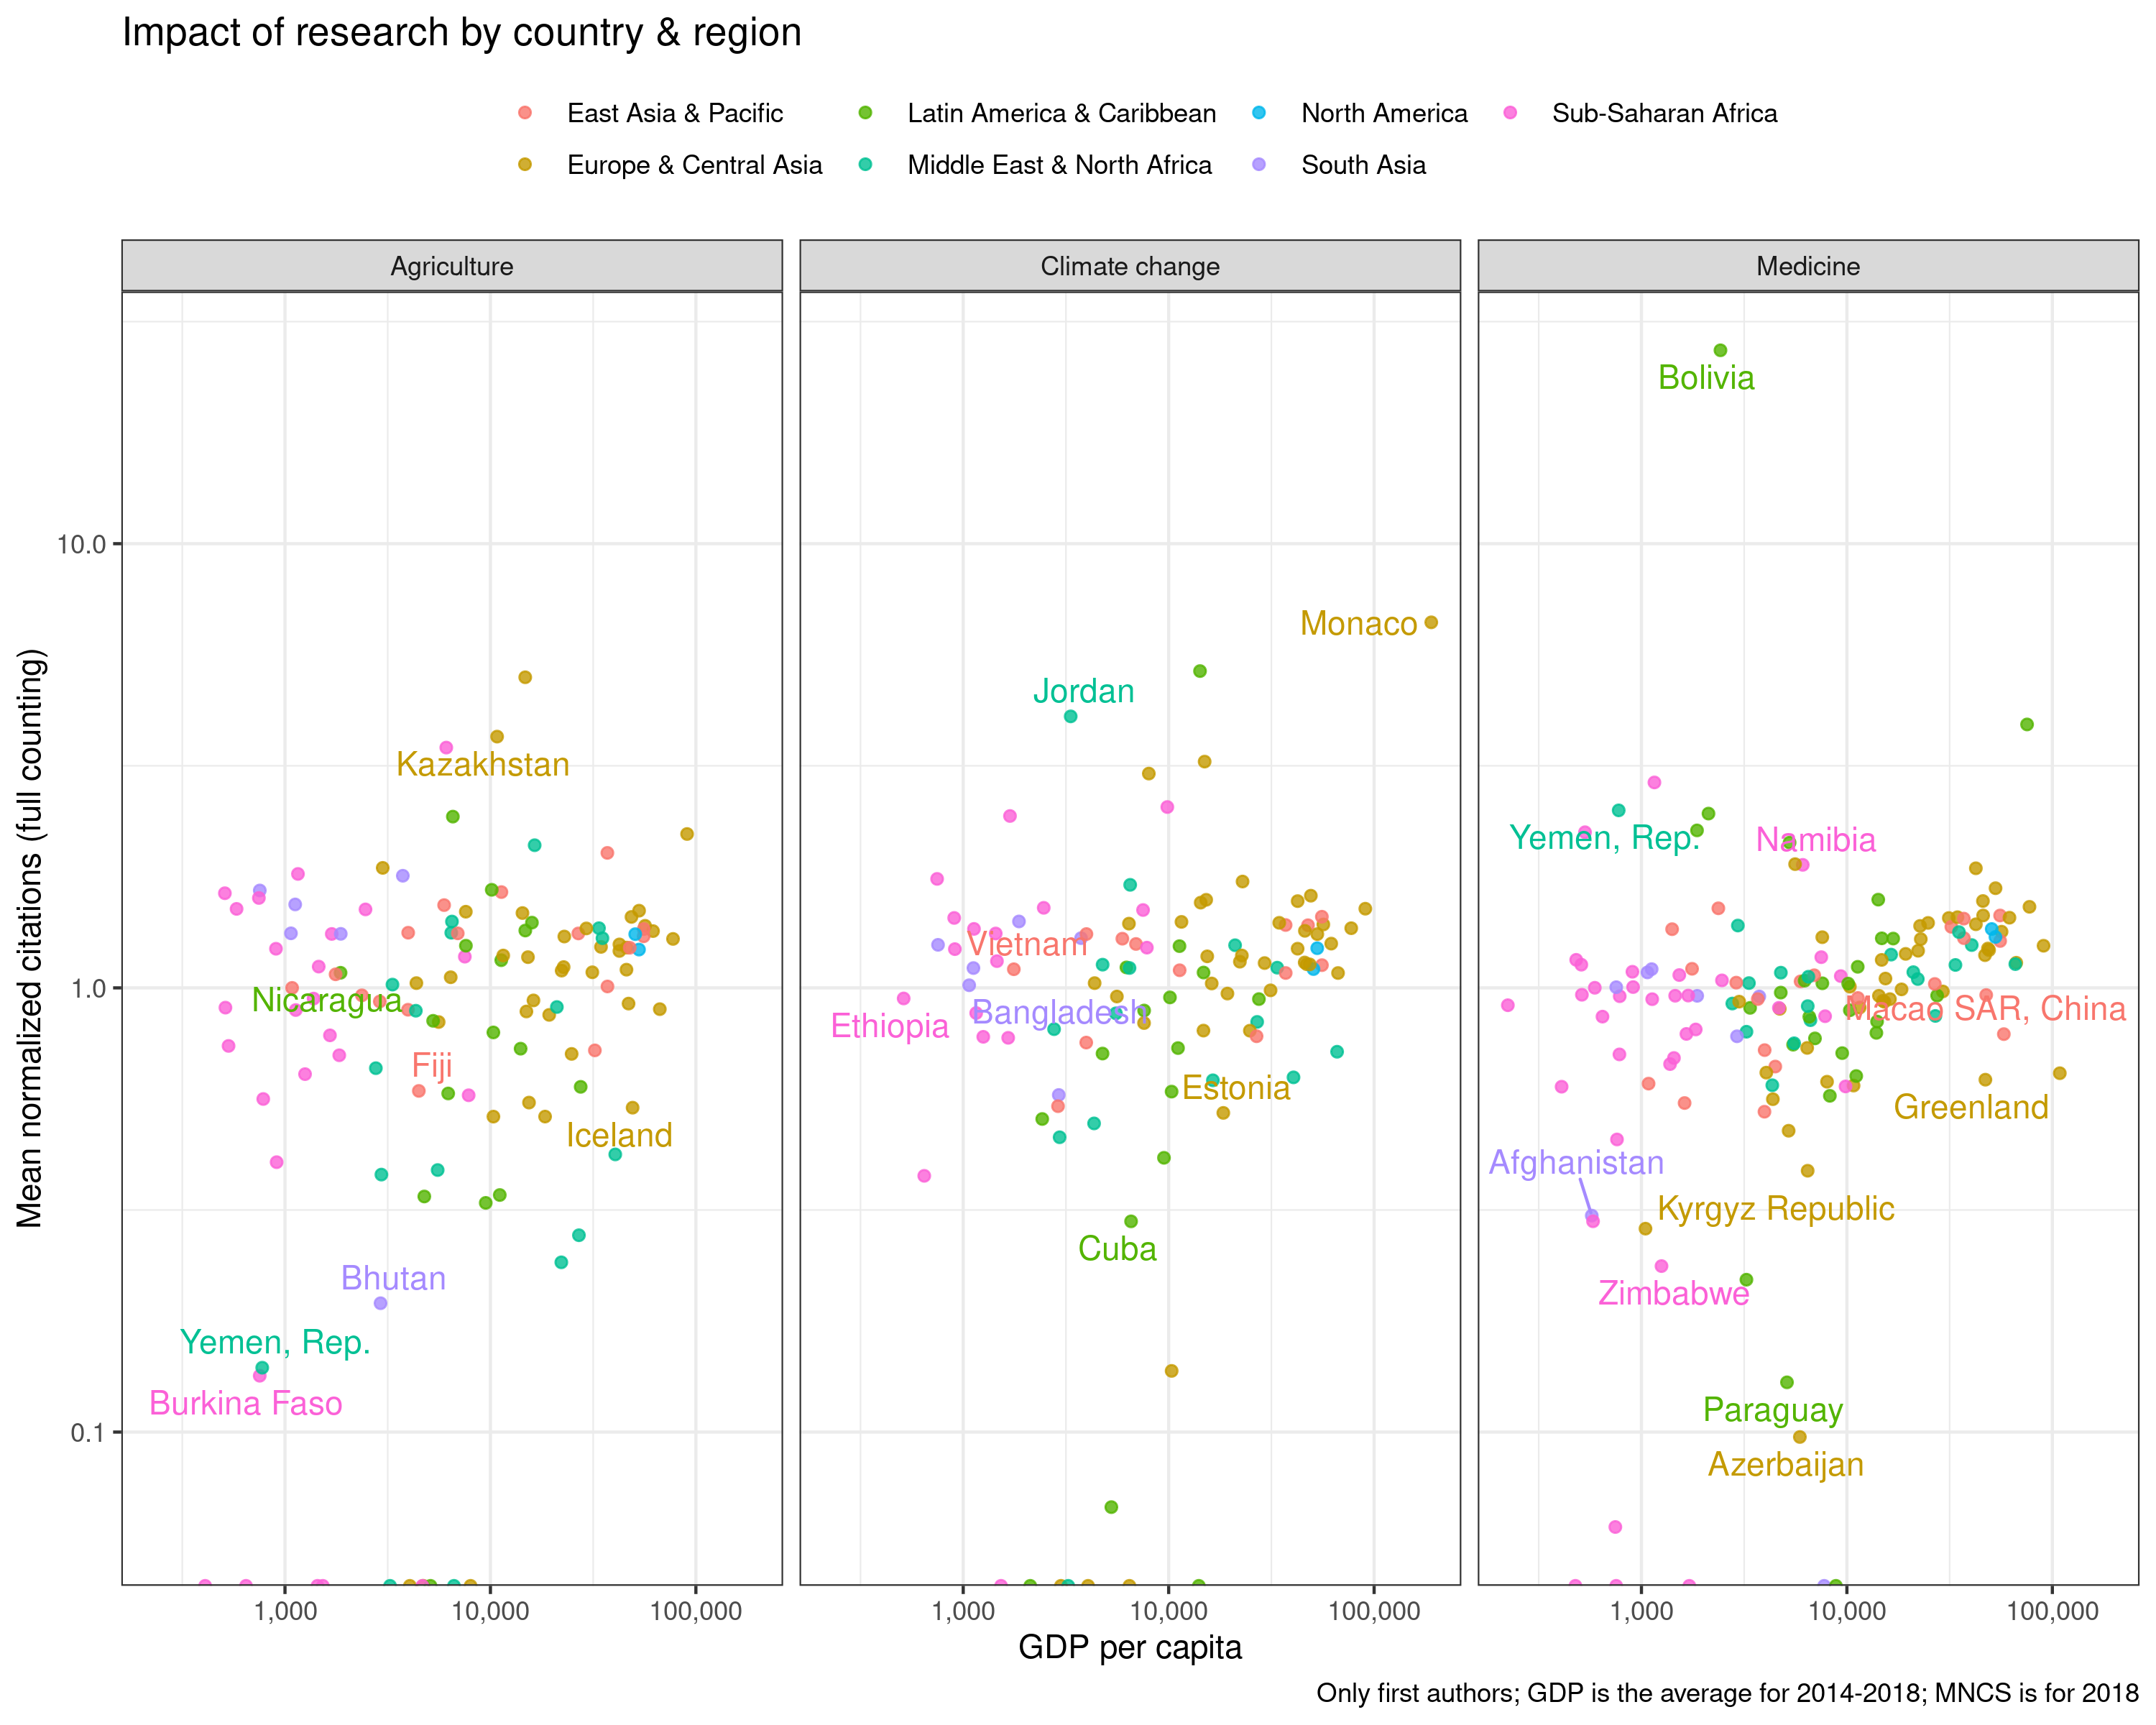 Impact of research by country & region
East Asia & Pacific
Latin America & Caribbean
North America
Sub-Saharan Africa
Europe & Central Asia
Middle East & North Africa
South Asia
Agriculture
Climate change
Medicine
Mean normalized citations (full counting)
10.0
1.0
0.1
Kazakhstan
Nicaragua
Fiji
Iceland
Bhutan
Yemen, Rep.
Burkina Faso
Monaco
Jordan
Vietnam
Bangladesh
Ethiopia
Estonia
Cuba
Bolivia
Yemen, Rep.
Namibia
Macao SAR, China
Greenland
Afghanistan
Kyrgyz Republic
Zimbabwe
Paraguay
Azerbaijan
1,000
10,000
100,000
1,000
10,000
100,000
1,000
10,000
100,000
GDP per capita
Only first authors; GDP is the average for 2014-2018; MNCS is for 2018